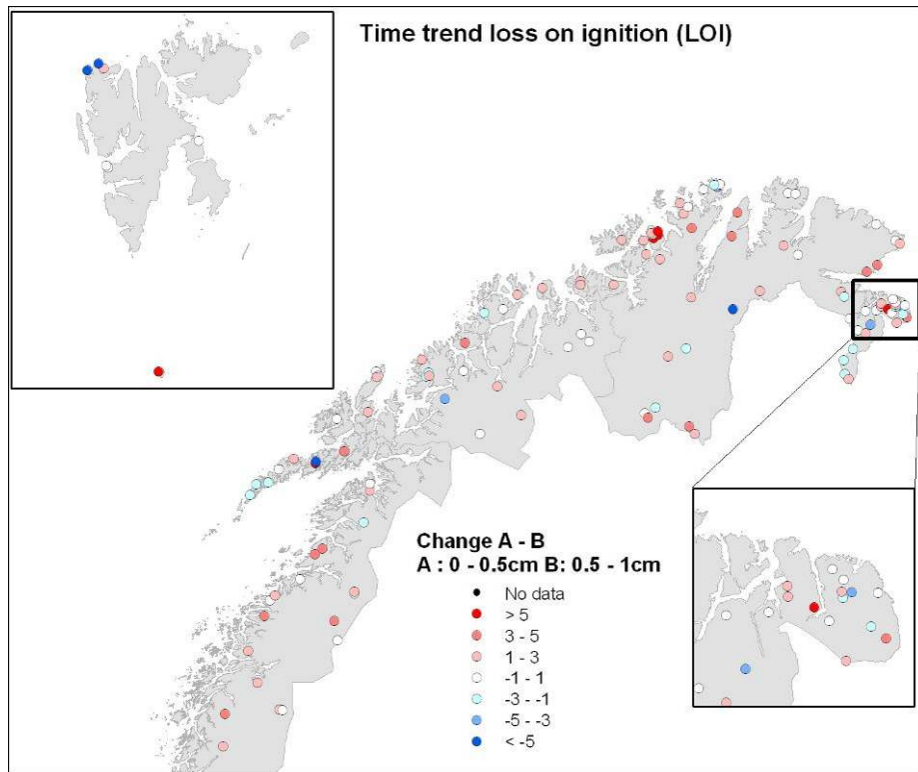 Time trend loss on ignition (LOI)
Change A - B
A : 0 - 0.5cm B: 0.5 - 1cm
No data
> 5
3 - 5
1 - 3
-1 - 1
-3 - -1
-5 - -3
< -5